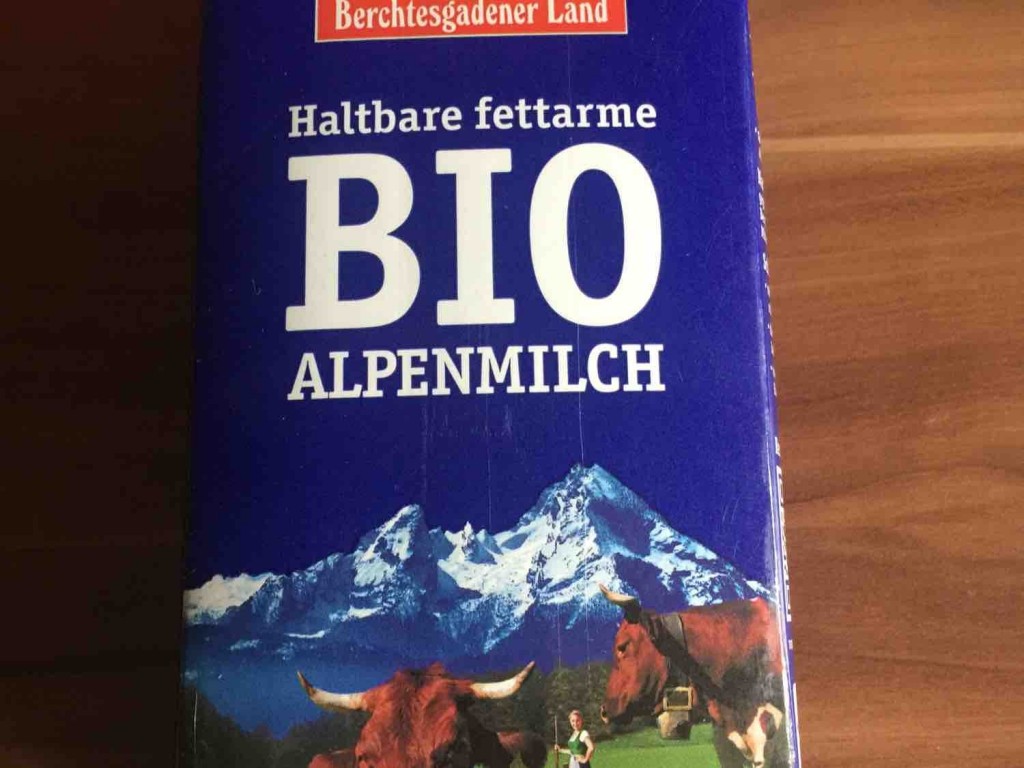 Berchtesgadener Land
Haltbare fettarme
BIO
ALPENMILCH